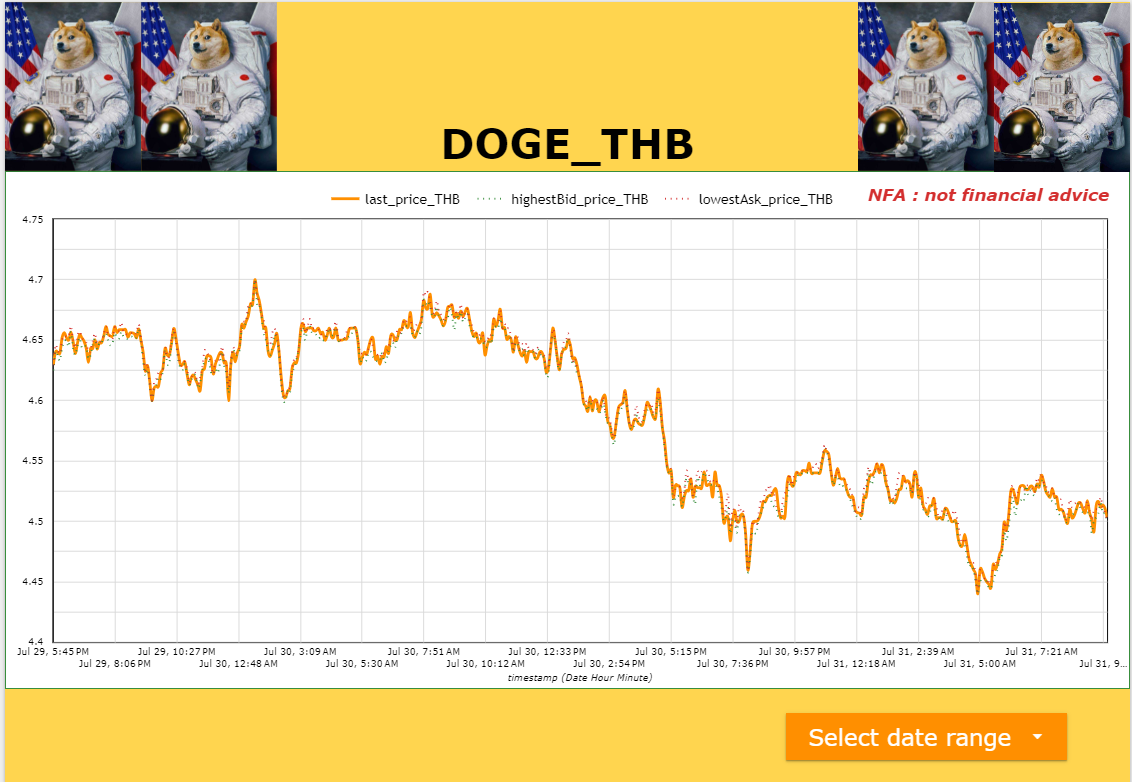 DOGE_THB
last_price_THB highestBid_price_THB lowestAsk_price_THB
NFA : not financial advice
4.75
4.7
4.65
4.6
4.55
4.5
4.45
4.4
Jul 29, 5:45 PM Jul 29, 10:27 PM Jul 30, 3:09 AM Jul 30, 7:51 AM Jul 30, 12:33 PM Jul 30, 5:15 PM Jul 30, 9:57 PM Jul 31, 2:39 AM Jul 31, 7:21 AM
Jul 29, 8:06 PM Jul 30, 12:48 AM Jul 30, 5:30 AM Jul 30, 10:12 AM Jul 30, 2:54 PM Jul 30, 7:36 PM Jul 31, 12:18 AM Jul 31, 5:00 AM Jul 31, 9...
timestamp (Date Hour Minute)
Select date range